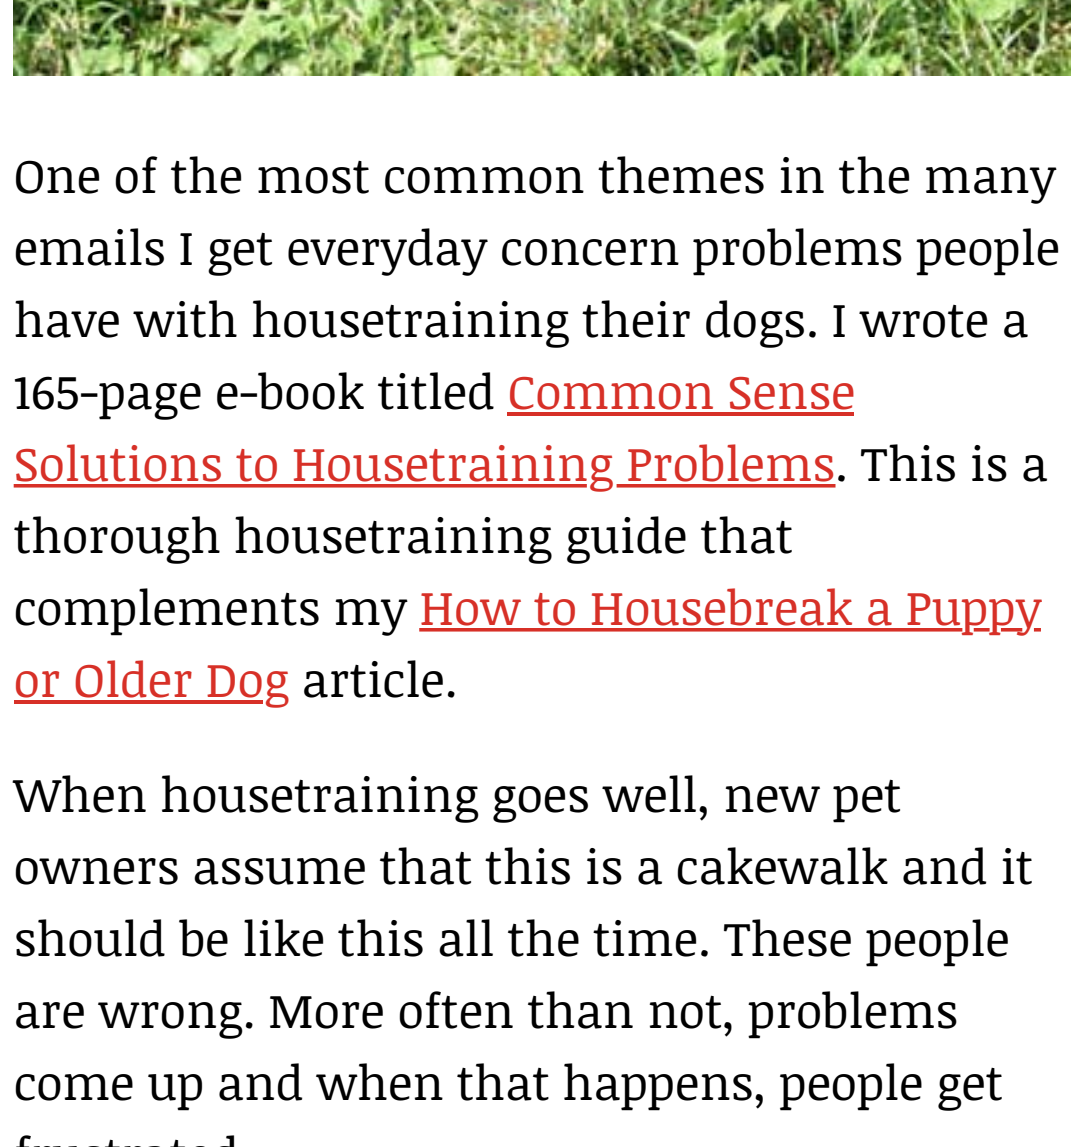 One of the most common themes in the many
emails I get everyday concern problems people
have with housetraining their dogs. I wrote a
165-page e-book titled Common Sense
Solutions to Housetraining Problems. This is a
thorough housetraining guide that
complements my How to Housebreak a Puppy
or Older Dog article.
When housetraining goes well, new pet
owners assume that this is a cakewalk and it
should be like this all the time. These people
are wrong. More often than not, problems
come up and when that happens, people get